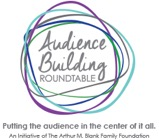 Audience
Building
ROUNDTABLE
Putting the audience in the center of it all.
An Initiative of The Arthur M. Blank Family Foundation